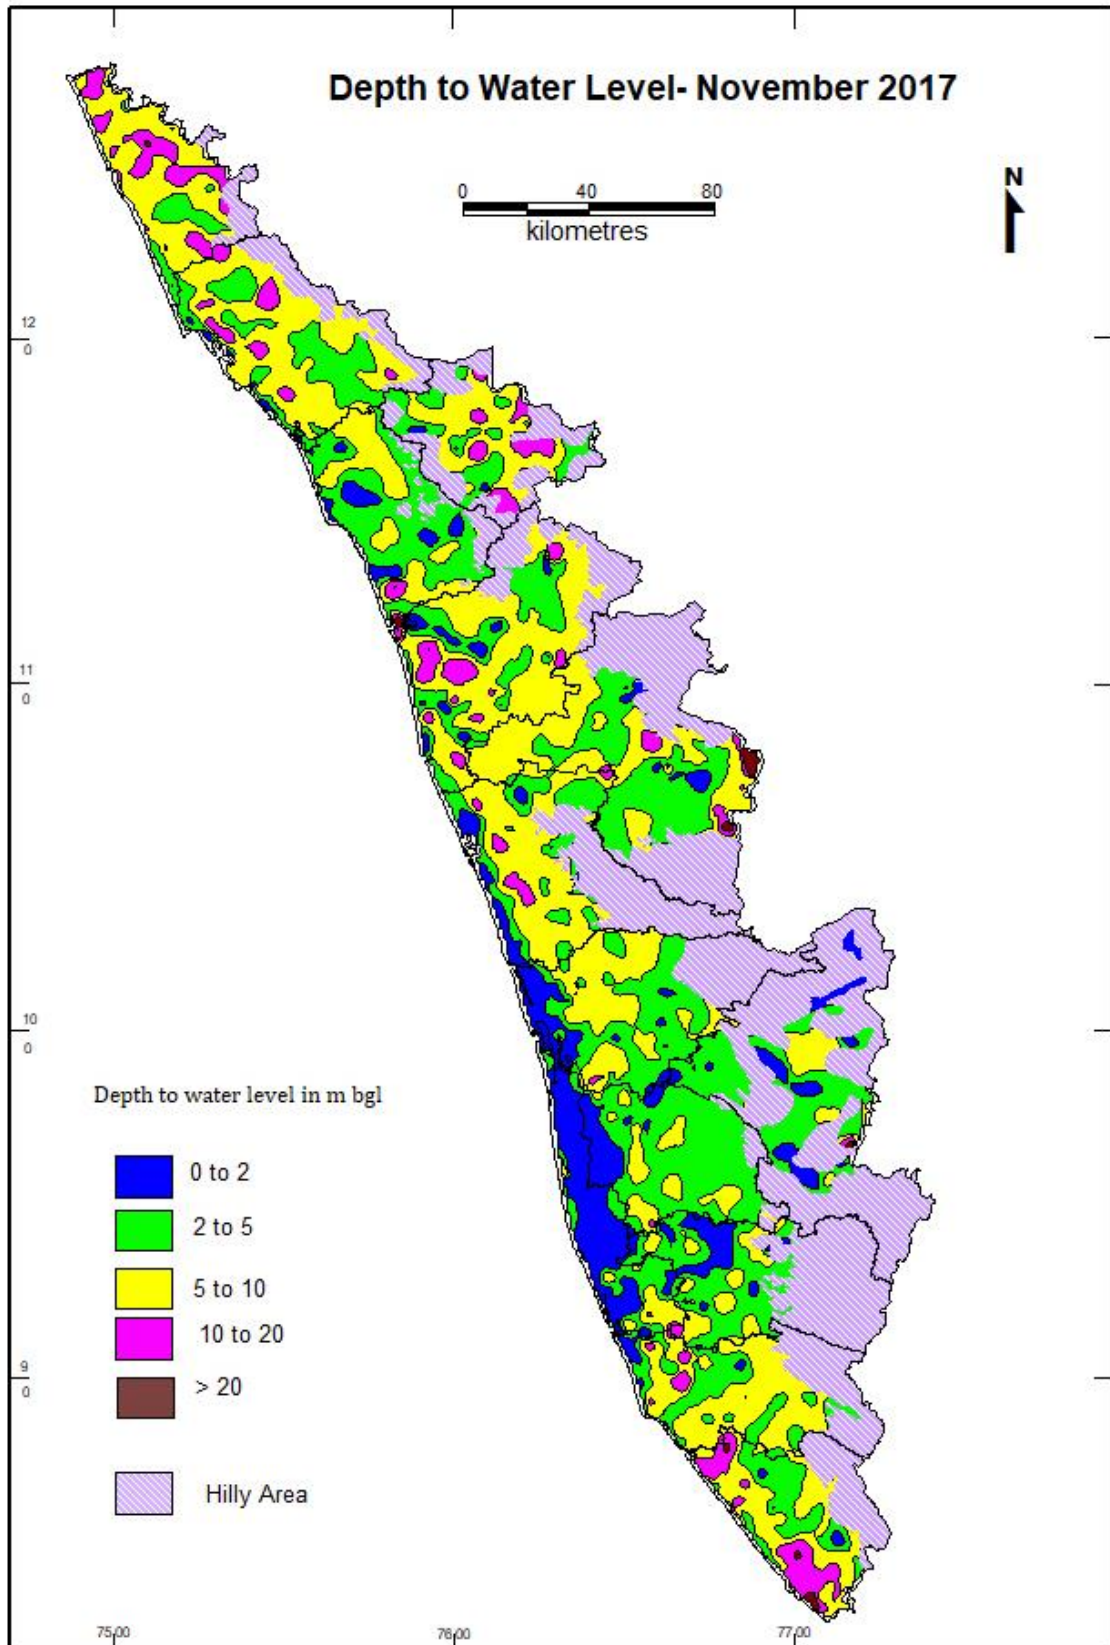 Depth to Water Level- November 2017
N
0 40 80
kilometres
12
0
11
0
10
0
Depth to water level in m bgl
0 to 2
2 to 5
5 to 10
10 to 20
> 20
9
0
Hilly Area
75.00 76.00 77.00